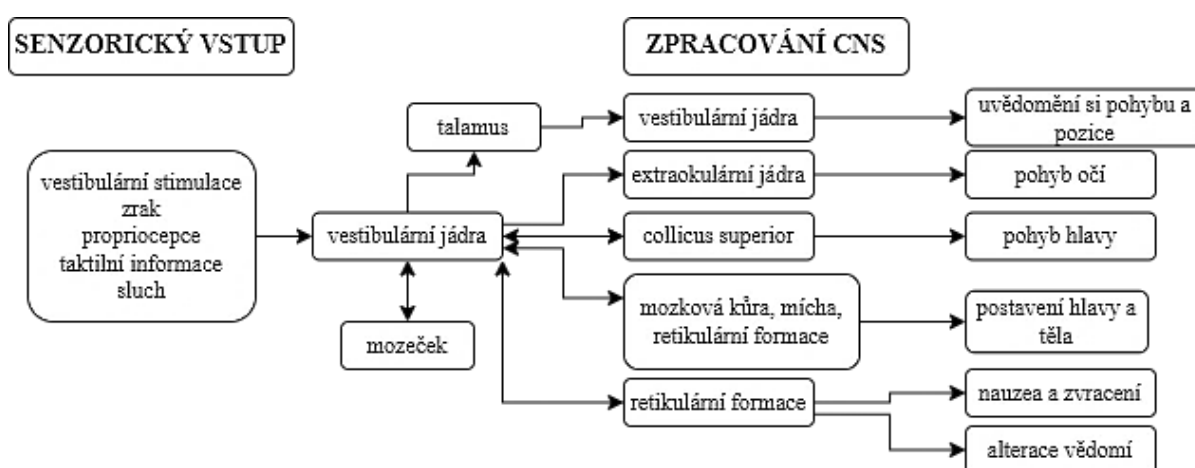 SENZORICKÝ VSTUP
ZPRACOVÁNÍ CNS
vestibulární stimulace
zrak
propriocepce
taktilní informace
sluch
talamus
vestibulární jádra
mozeček
vestibulární jádra
extraokulární jádra
collicus superior
mozková kůra, mícha,
retikulární formace
retikulární formace
uvědomění si pohybu a
pozice
pohyb očí
pohyb hlavy
postavení hlavy a
těla
nauzea a zvracení
alterace vědomí